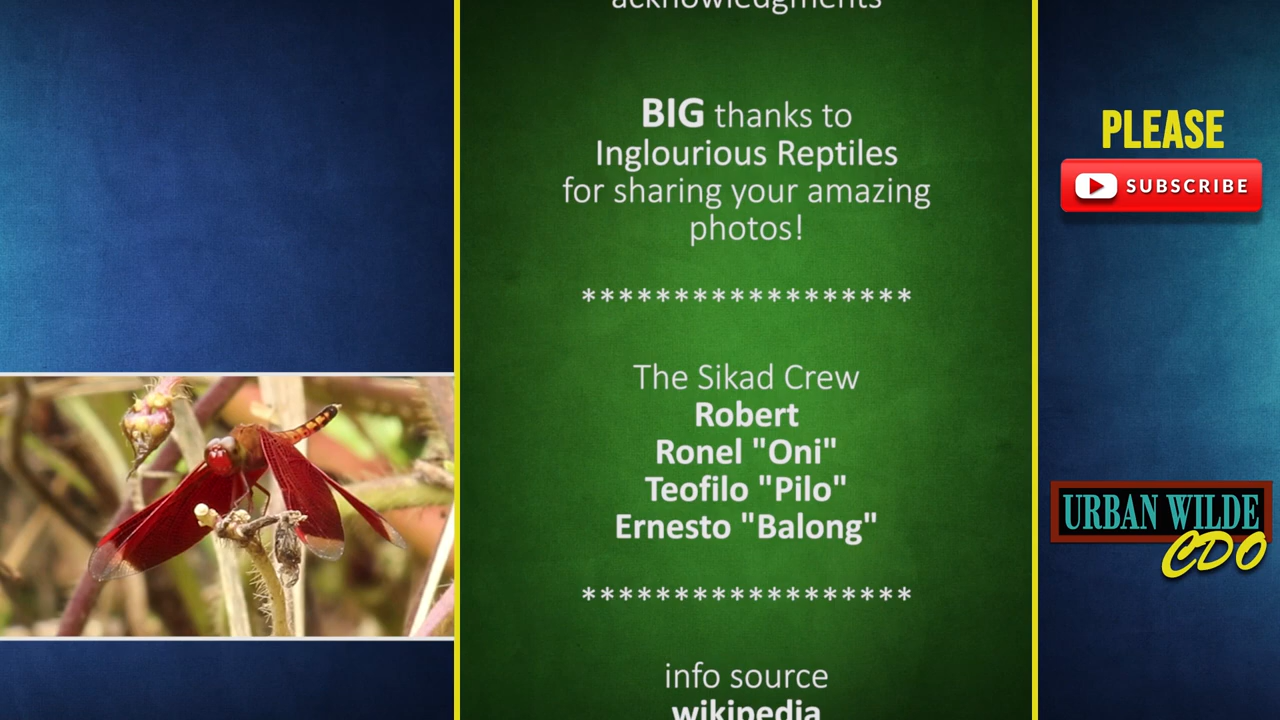 acknowledgments
BIG thanks to
Inglourious Reptiles
for sharing your amazing
photos!
******************
The Sikad Crew
Robert
Ronel "Oni"
Teofilo "Pilo"
Ernesto "Balong"
******************
info source
wikipedia
PLEASE
SUBSCRIBE
URBAN WILDE
CDO